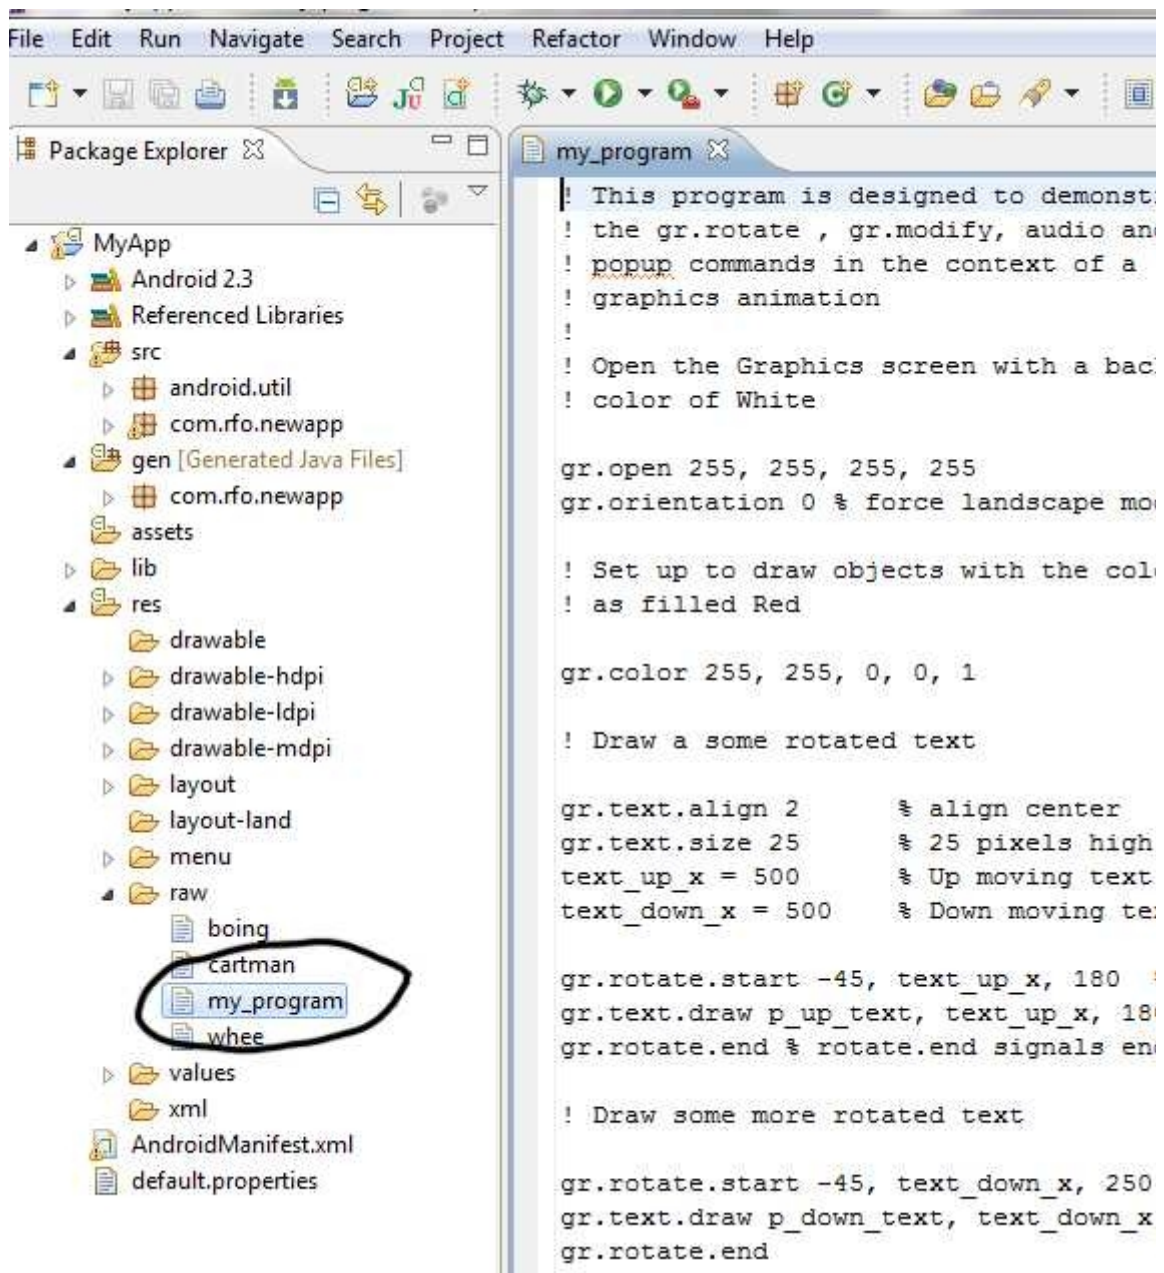 File Edit Run Navigate Search Project Refactor Window Help
Package Explorer
MyApp
Android 2.3
Referenced Libraries
src
android.util
com.rfo.newapp
gen [Generated Java Files]
com.rfo.newapp
assets
lib
res
drawable
drawable-hdpi
drawable-ldpi
drawable-mdpi
layout
layout-land
menu
raw
boing
cartman
my_program
whee
values
xml
AndroidManifest.xml
default.properties
my_program
! This program is designed to demonst
! the gr.rotate , gr.modify, audio and
! popup commands in the context of a
! graphics animation
!
! Open the Graphics screen with a bac
! color of White
gr.open 255, 255, 255, 255
gr.orientation 0 % force landscape mo
! Set up to draw objects with the col
! as filled Red
gr.color 255, 255, 0, 0, 1
! Draw a some rotated text
gr.text.align 2 % align center
gr.text.size 25 % 25 pixels high
text_up_x = 500 % Up moving text
text_down_x = 500 % Down moving te
gr.rotate.start -45, text_up_x, 180
gr.text.draw p_up_text, text_up_x, 180
gr.rotate.end % rotate.end signals en
! Draw some more rotated text
gr.rotate.start -45, text_down_x, 250
gr.text.draw p_down_text, text_down_x
gr.rotate.end